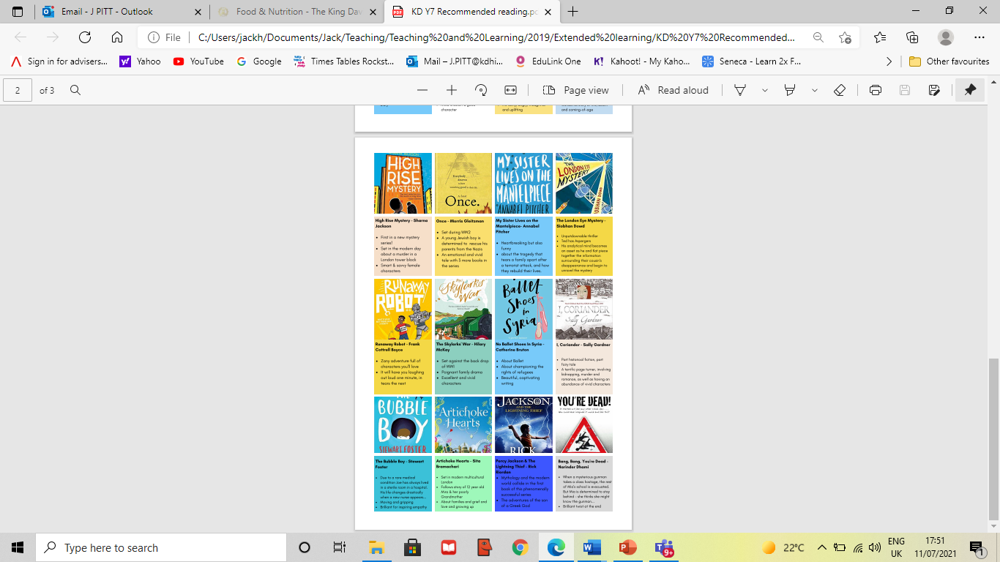 Email - J PITT - Outlook
Food & Nutrition - The King Dav
KD Y7 Recommended reading.pd
File
C:/Users/jackh/Documents/Jack/Teaching/Teaching%20and%20Learning/2019/Extended%20learning/KD%20Y7%20Recommended...
Sign in for advisers...
Yahoo
YouTube
Google
Times Tables Rockst...
Mail – J.PITT@kdhi...
EduLink One
Kahoot! - My Kaho...
Seneca - Learn 2x F...
Other favourites
2
of 3
Page view
Read aloud
character
and uplifting
and coming-of-age
HIGH
RISE
MYSTERY
Everybody
deserves
something good in their life
At least
Once.
MY SISTER
LIVES ON THE
MANTELPIECE
ANNABEL PITCHER
THE
LONDON EYE
MYSTERY
SIOBHAN DOWD
High Rise Mystery - Sharna
Jackson
• First in a new mystery
series!
• Set in the modern day
about a murder in a
London tower block
• Smart & savvy female
characters
Once - Morris Gleitzman
• Set during WW2
• A young Jewish boy is
determined to rescue his
parents from the Nazis
• An emotional and vivid
tale with 5 more books in
the series
My Sister Lives on the
Mantelpiece- Annabel
Pitcher
• Heartbreaking but also
funny
• about the tragedy that
tears a family apart after
a terrorist attack, and how
they rebuild their lives.
The London Eye Mystery -
Siobhan Dowd
• Unputdownable thriller
• Ted has Aspergers
• His analytical mind becomes
an asset as he and Kat piece
together the information
surrounding their cousin's
disappearance and begin to
unravel the mystery
RUNAWAY
ROBOT
The
Skylarks'
War
Ballet
Shoes
in
Syria
I, CORIANDER
Sally Gardner
Runaway Robot - Frank
Cottrell Boyce
• Zany adventure full of
characters you'll love
• It will have you laughing
out loud one minute, in
tears the next
The Skylarks' War - Hilary
McKay
• Set against the back drop
of WW1
• Poignant family drama
• Excellent and vivid
characters
No Ballet Shoes In Syria -
Catherine Bruton
• About Ballet
• About championing the
rights of refugees
• Beautiful, captivating
writing
I, Coriander - Sally Gardner
• Part historical fiction, part
fairy tale
• A terrific page turner, involving
kidnapping, murder and
romance, as well as having an
abundance of vivid characters
THE
BUBBLE
BOY
STEWART FOSTER
Artichoke
Hearts
JACKSON
AND THE
LIGHTNING THIEF
RICK
YOU'RE DEAD!
The Bubble Boy - Stewart
Foster
• Due to a rare medical
condition Joe has always lived
in a sterile room in a hospital.
His life changes drastically
when a new nurse appears...
• Moving and gripping
• Brilliant for inspiring empathy
Artichoke Hearts - Sita
Bramachari
• Set in modern multicultural
London
• Follows story of 12 year old
Mira & her poorly
Grandmother
• About families and grief and
love and growing up
Percy Jackson & The
Lightning Thief - Rick
Riordan
• Mythology and the modern
world collide in the first
book of this phenomenally
successful series
• The adventures of the son
of a Greek God
Bang, Bang, You're Dead -
Narinder Dhami
• When a mysterious gunman
takes a class hostage, the rest
of Mia's school is evacuated.
But Mia is determined to stay
behind - she thinks she might
know the gunman...
• Brilliant twist at the end
Type here to search
9+
22°C
ENG
UK
17:51
11/07/2021
1